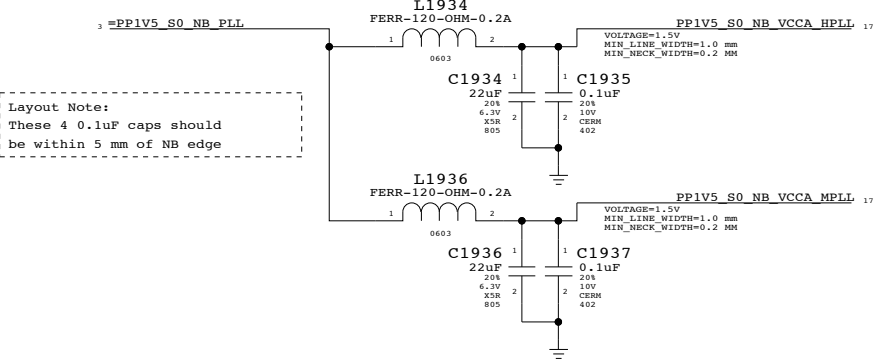 L1934
FERR-120-OHM-0.2A
3 =PP1V5_S0_NB_PLL
PP1V5_S0_NB_VCCA_HPLL 17
1 2
VOLTAGE=1.5V
MIN_LINE_WIDTH=1.0 mm
MIN_NECK_WIDTH=0.2 MM
0603
C1934
22uF
20%
6.3V
X5R
805
1
2
1
2
C1935
0.1uF
20%
10V
CERM
402
Layout Note:
These 4 0.1uF caps should
be within 5 mm of NB edge
L1936
FERR-120-OHM-0.2A
PP1V5_S0_NB_VCCA_MPLL 17
1 2
VOLTAGE=1.5V
MIN_LINE_WIDTH=1.0 mm
MIN_NECK_WIDTH=0.2 MM
0603
C1936
22uF
20%
6.3V
X5R
805
1
2
1
2
C1937
0.1uF
20%
10V
CERM
402